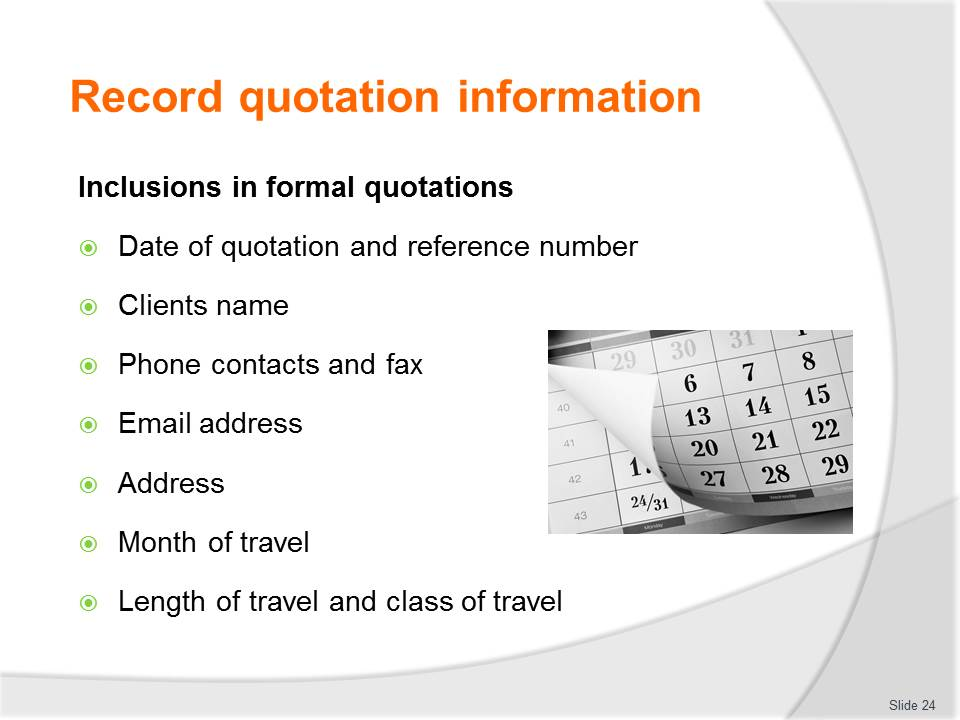 Record quotation information
Inclusions in formal quotations
Date of quotation and reference number
Clients name
Phone contacts and fax
Email address
Address
Month of travel
Length of travel and class of travel
29 30 31
6 7 8
40 13 14 15
41 20 21 22
42 27 28 29
43 24/31
Monday
Wednesday
Slide 24